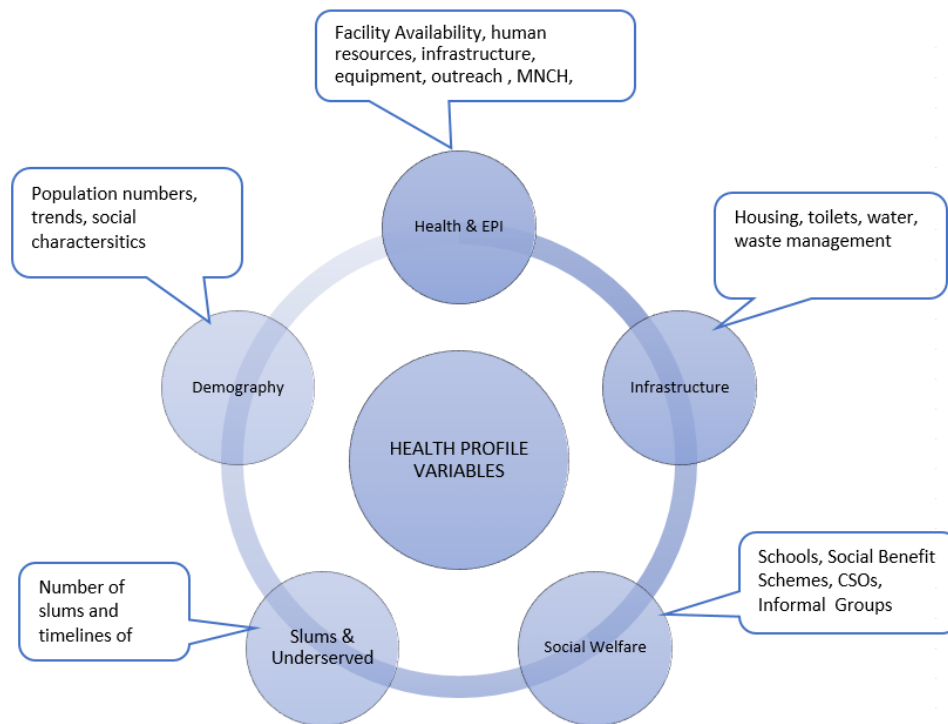 Facility Availability, human
resources, infrastructure,
equipment, outreach , MNCH,
Health & EPI
Population numbers,
trends, social
charactersitics
Housing, toilets, water,
waste management
Demography
Infrastructure
HEALTH PROFILE
VARIABLES
Number of
slums and
timelines of
Slums &
Underserved
Social Welfare
Schools, Social Benefit
Schemes, CSOs,
Informal Groups